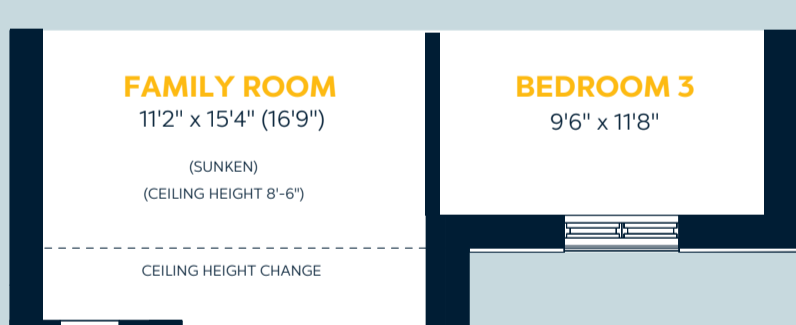 FAMILY ROOM
11'2" x 15'4" (16'9")
(SUNKEN)
(CEILING HEIGHT 8'-6")
CEILING HEIGHT CHANGE
BEDROOM 3
9'6" x 11'8"